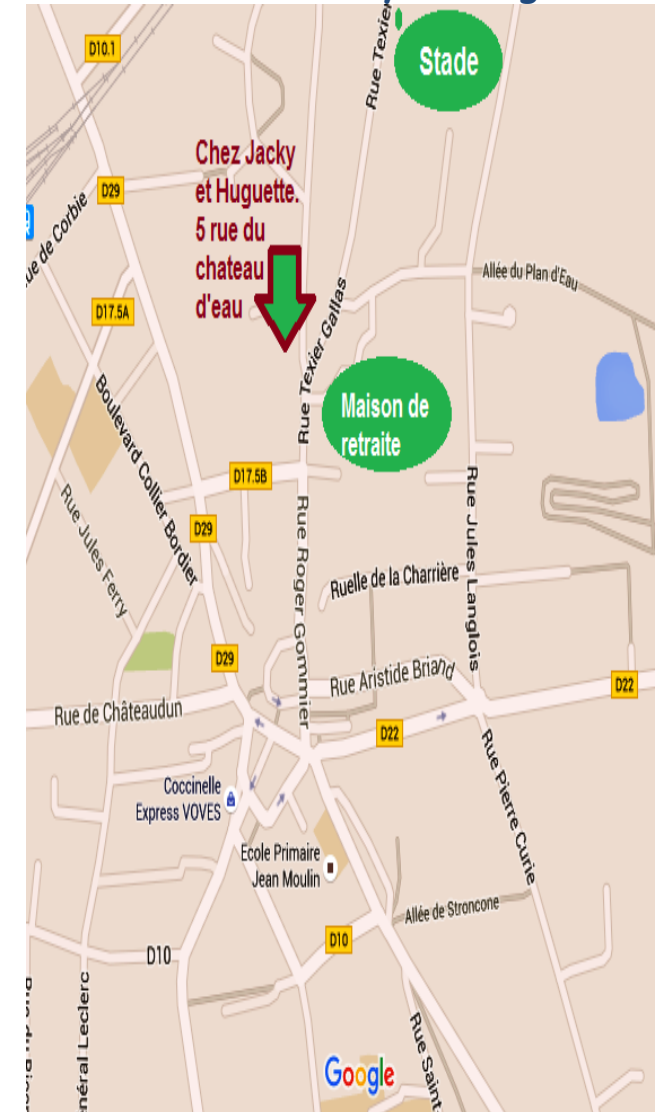 D10.1
Rue Texier
Stade
Chez Jacky
et Huguette.
5 rue du
chateau
d'eau
D29
Rue de Corbie
Allée du Plan d'Eau
D17.5A
Rue Texier Gallas
Maison de
retraite
Boulevard Collier Bordier
D17.5B
Rue Jules Langlois
Rue Jules Ferry
D29
Rue Roger Gommier
Ruelle de la Charrière
D29
Rue Aristide Briand
D22
Rue de Châteaudun
D22
Rue Pierre Curie
Coccinelle
Express VOVES
Ecole Primaire
Jean Moulin
Allée de Stroncone
D10
D10
Rue Saint
Google